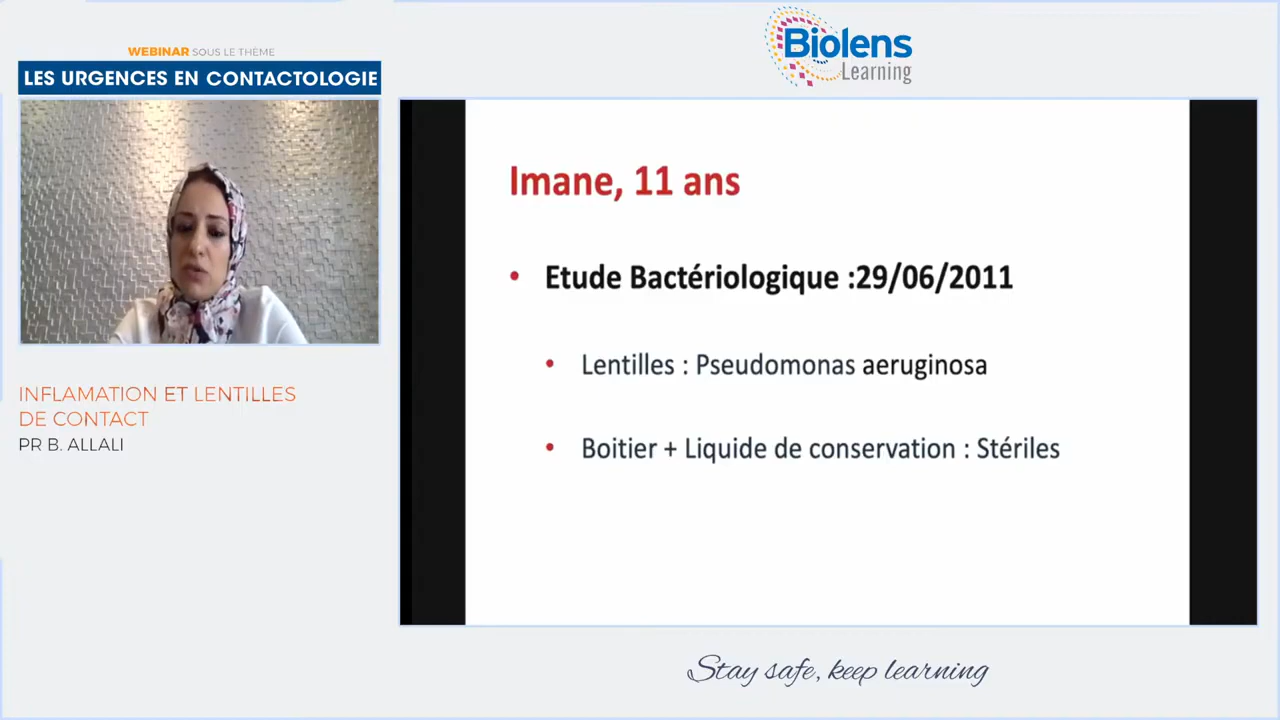 WEBINAR SOUS LE THÈME
LES URGENCES EN CONTACTOLOGIE
Biolens
Learning
INFLAMATION ET LENTILLES
DE CONTACT
PR B. ALLALI
Imane, 11 ans
• Etude Bactériologique :29/06/2011
• Lentilles : Pseudomonas aeruginosa
• Boitier + Liquide de conservation : Stériles
Stay safe, keep learning